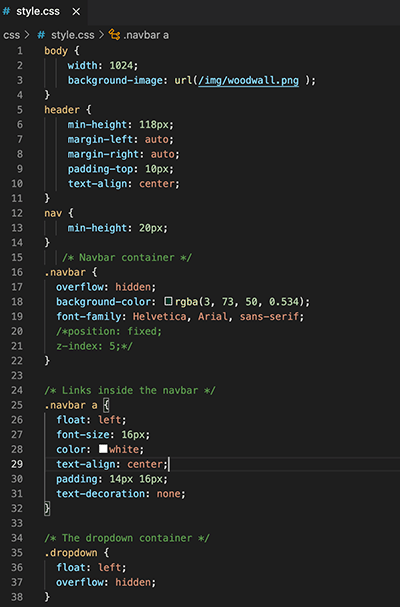 style.css ×
css > # style.css > .navbar a
1 body {
2 width: 1024;
3 background-image: url(/img/woodwall.png );
4 }
5 header {
6 min-height: 118px;
7 margin-left: auto;
8 margin-right: auto;
9 padding-top: 10px;
10 text-align: center;
11 }
12 nav {
13 min-height: 20px;
14 }
15 /* Navbar container */
16 .navbar {
17 overflow: hidden;
18 background-color: rgba(3, 73, 50, 0.534);
19 font-family: Helvetica, Arial, sans-serif;
20 /*position: fixed;
21 z-index: 5;*/
22 }
23
24 /* Links inside the navbar */
25 .navbar a {
26 float: left;
27 font-size: 16px;
28 color: white;
29 text-align: center;
30 padding: 14px 16px;
31 text-decoration: none;
32 }
33
34 /* The dropdown container */
35 .dropdown {
36 float: left;
37 overflow: hidden;
38 }